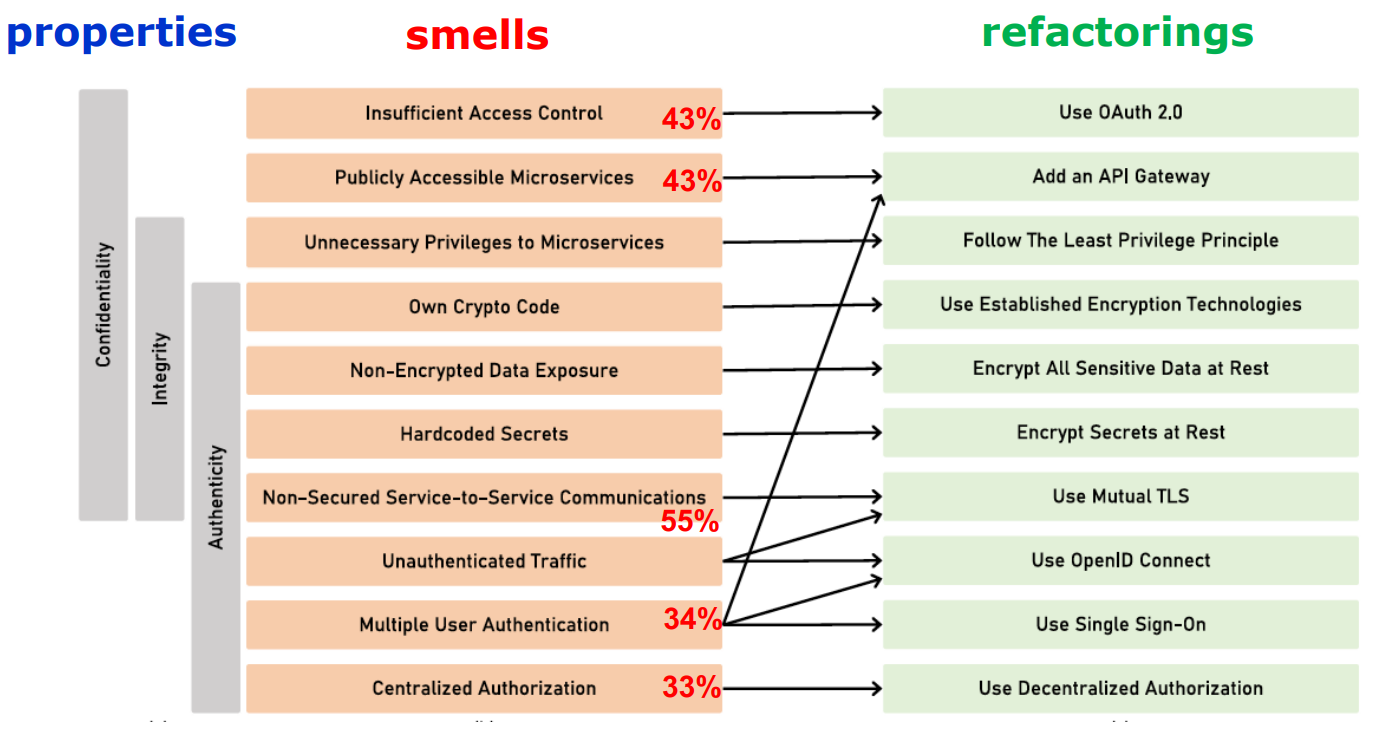 properties
smells
refactorings
Confidentiality
Integrity
Authenticity
Insufficient Access Control 43%
Use OAuth 2.0
Publicly Accessible Microservices 43%
Add an API Gateway
Unnecessary Privileges to Microservices
Follow The Least Privilege Principle
Own Crypto Code
Use Established Encryption Technologies
Non-Encrypted Data Exposure
Encrypt All Sensitive Data at Rest
Hardcoded Secrets
Encrypt Secrets at Rest
Non-Secured Service-to-Service Communications
55%
Use Mutual TLS
Unauthenticated Traffic
Use OpenID Connect
Multiple User Authentication 34%
Use Single Sign-On
Centralized Authorization 33%
Use Decentralized Authorization